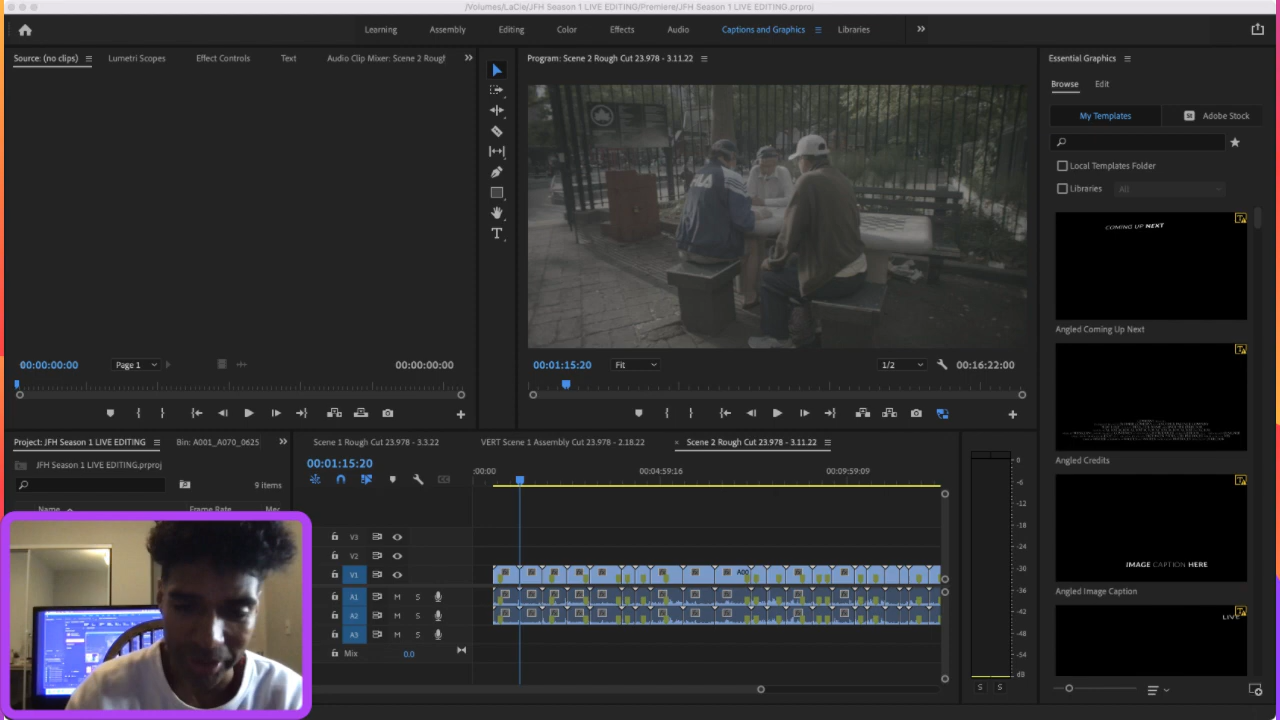 /Volumes/LaCie/JFH Season 1 LIVE EDITING/Premiere/JFH Season 1 LIVE EDITING.prproj
Learning Assembly Editing Color Effects Audio Captions and Graphics Libraries
Source: (no clips) Lumetri Scopes Effect Controls Text Audio Clip Mixer: Scene 2 Rough
Program: Scene 2 Rough Cut 23.978 - 3.11.22
Essential Graphics
Browse Edit
My Templates St Adobe Stock
Local Templates Folder
Libraries All
COMING UP NEXT
Angled Coming Up Next
Angled Credits
IMAGE CAPTION HERE
Angled Image Caption
LIVE
00:00:00:00 Page 1 00:00:00:00
00:01:15:20 Fit 1/2 00:16:22:00
Project: JFH Season 1 LIVE EDITING Bin: A001_A070_0625
JFH Season 1 LIVE EDITING.prproj
9 items
Name Frame Rate
Scene 1 Rough Cut 23.978 - 3.3.22 VERT Scene 1 Assembly Cut 23.978 - 2.18.22 × Scene 2 Rough Cut 23.978 - 3.11.22
00:01:15:20
:00:00 00:04:59:16 00:09:59:09
V3
V2
V1 A00
A1 M S
A2 M S
A3 M S
Mix 0.0
0
-6
-12
-18
-24
-30
-36
-42
-48
-54
dB
S S